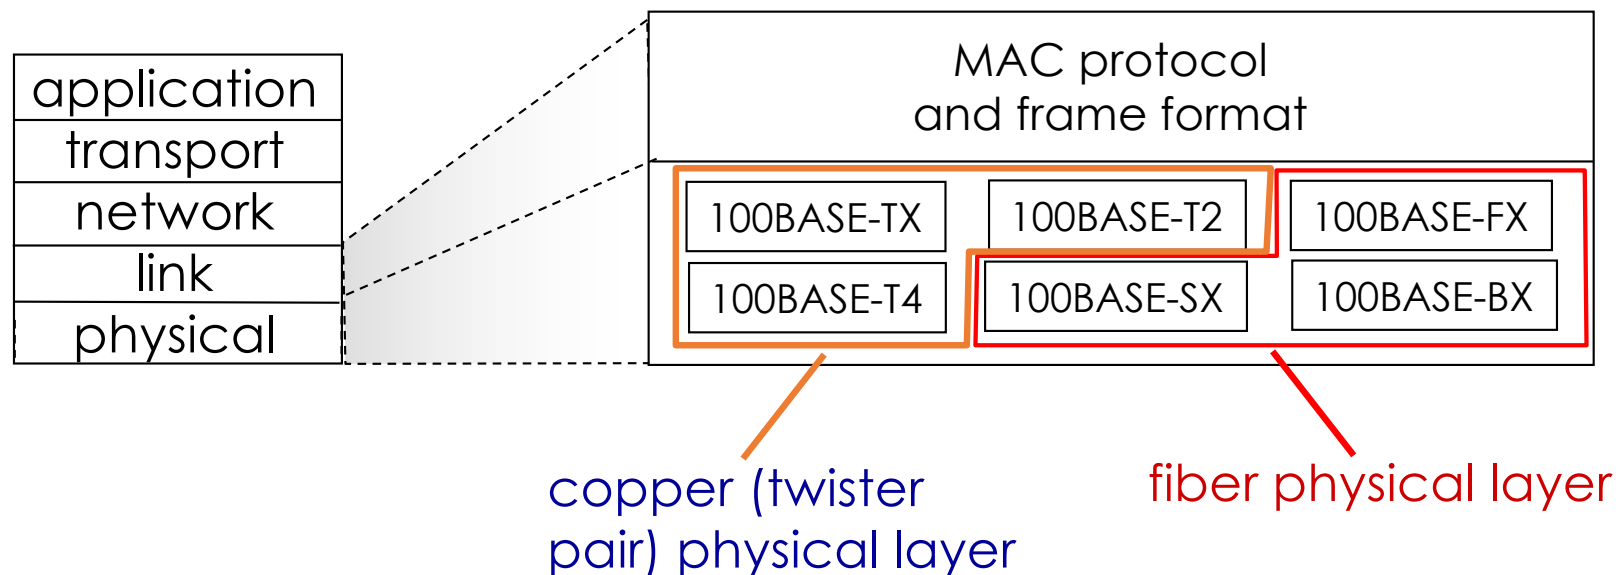 application
transport
network
link
physical
MAC protocol
and frame format
100BASE-TX
100BASE-T2
100BASE-FX
100BASE-T4
100BASE-SX
100BASE-BX
copper (twister
pair) physical layer
fiber physical layer